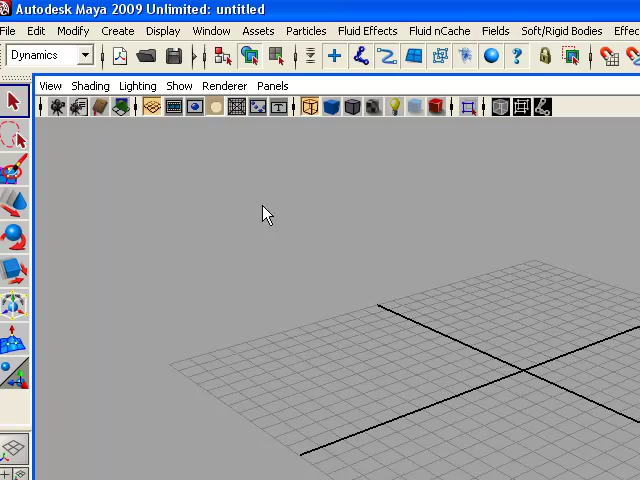 Autodesk Maya 2009 Unlimited: untitled
File Edit Modify Create Display Window Assets Particles Fluid Effects Fluid nCache Fields Soft/Rigid Bodies Effec
Dynamics
View Shading Lighting Show Renderer Panels